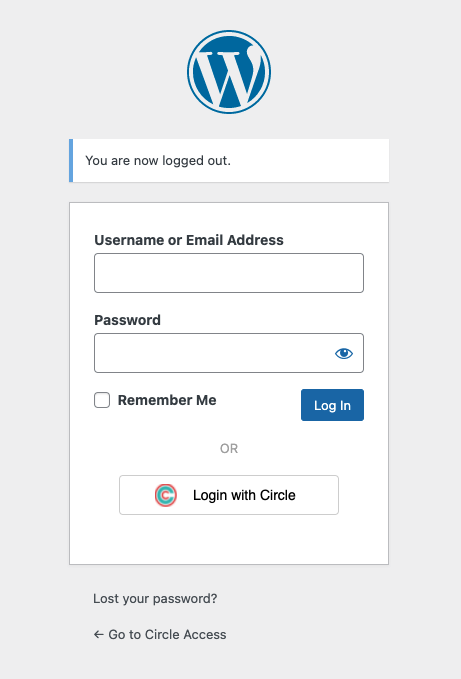 You are now logged out.
Username or Email Address
Password
Remember Me
Log In
OR
Login with Circle
Lost your password?
← Go to Circle Access